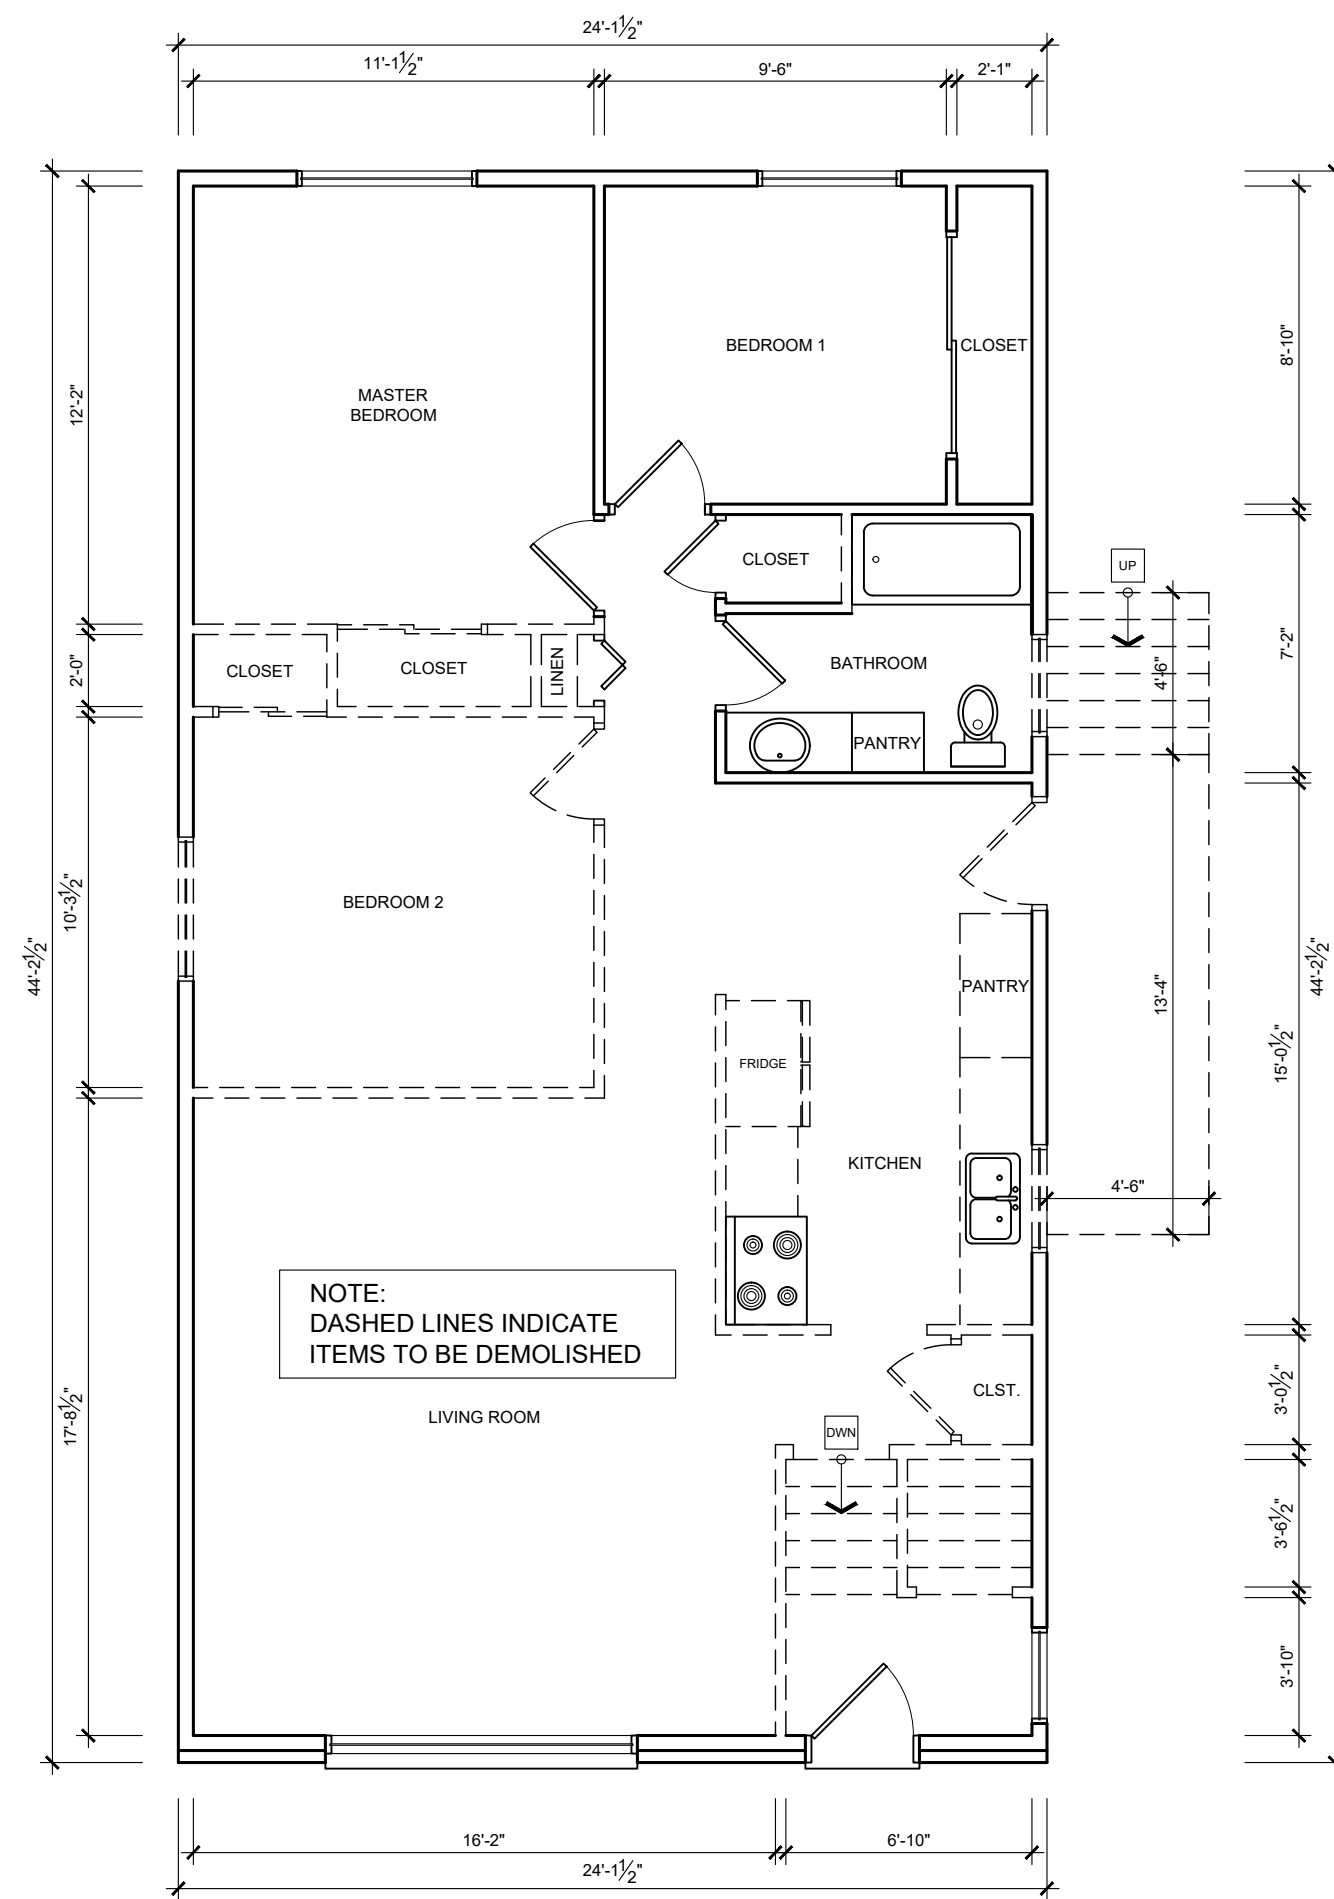 24'-1½"
11'-1½"
9'-6"
2'-1"
BEDROOM 1
CLOSET
8'-10"
MASTER
BEDROOM
12'-2"
CLOSET
UP
7'-2"
BATHROOM
4'-6"
2'-0"
CLOSET
CLOSET
LINEN
PANTRY
BEDROOM 2
10'-3½"
44'-2½"
44'-2½"
PANTRY
13'-4"
15'-0½"
FRIDGE
KITCHEN
4'-6"
NOTE:
DASHED LINES INDICATE
ITEMS TO BE DEMOLISHED
CLST.
3'-0½"
17'-8½"
LIVING ROOM
DWN
3'-6½"
3'-10"
16'-2"
6'-10"
24'-1½"